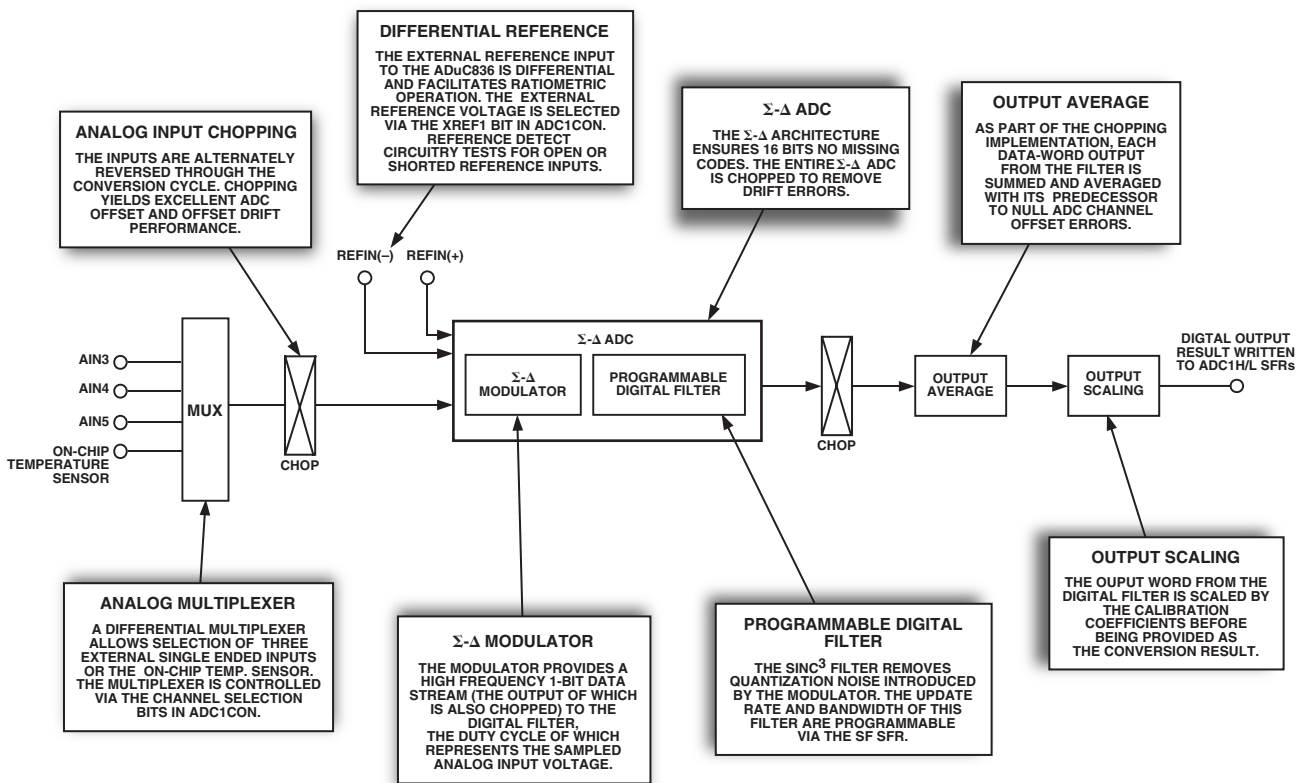 DIFFERENTIAL REFERENCE
THE EXTERNAL REFERENCE INPUT
TO THE ADuC836 IS DIFFERENTIAL
AND FACILITATES RATIOMETRIC
OPERATION. THE EXTERNAL
REFERENCE VOLTAGE IS SELECTED
VIA THE XREF1 BIT IN ADC1CON.
REFERENCE DETECT
CIRCUITRY TESTS FOR OPEN OR
SHORTED REFERENCE INPUTS.
ANALOG INPUT CHOPPING
THE INPUTS ARE ALTERNATELY
REVERSED THROUGH THE
CONVERSION CYCLE. CHOPPING
YIELDS EXCELLENT ADC
OFFSET AND OFFSET DRIFT
PERFORMANCE.
Σ-Δ ADC
THE Σ-Δ ARCHITECTURE
ENSURES 16 BITS NO MISSING
CODES. THE ENTIRE Σ-Δ ADC
IS CHOPPED TO REMOVE
DRIFT ERRORS.
OUTPUT AVERAGE
AS PART OF THE CHOPPING
IMPLEMENTATION, EACH
DATA-WORD OUTPUT
FROM THE FILTER IS
SUMMED AND AVERAGED
WITH ITS PREDECESSOR
TO NULL ADC CHANNEL
OFFSET ERRORS.
REFIN(–) REFIN(+)
AIN3
AIN4
AIN5
ON-CHIP
TEMPERATURE
SENSOR
MUX
CHOP
Σ-Δ ADC
Σ-Δ
MODULATOR
PROGRAMMABLE
DIGITAL FILTER
CHOP
OUTPUT
AVERAGE
OUTPUT
SCALING
DIGTAL OUTPUT
RESULT WRITTEN
TO ADC1H/L SFRs
ANALOG MULTIPLEXER
A DIFFERENTIAL MULTIPLEXER
ALLOWS SELECTION OF THREE
EXTERNAL SINGLE ENDED INPUTS
OR THE ON-CHIP TEMP. SENSOR.
THE MULTIPLEXER IS CONTROLLED
VIA THE CHANNEL SELECTION
BITS IN ADC1CON.
Σ-Δ MODULATOR
THE MODULATOR PROVIDES A
HIGH FREQUENCY 1-BIT DATA
STREAM (THE OUTPUT OF WHICH
IS ALSO CHOPPED) TO THE
DIGITAL FILTER,
THE DUTY CYCLE OF WHICH
REPRESENTS THE SAMPLED
ANALOG INPUT VOLTAGE.
PROGRAMMABLE DIGITAL
FILTER
THE SINC³ FILTER REMOVES
QUANTIZATION NOISE INTRODUCED
BY THE MODULATOR. THE UPDATE
RATE AND BANDWIDTH OF THIS
FILTER ARE PROGRAMMABLE
VIA THE SF SFR.
OUTPUT SCALING
THE OUPUT WORD FROM THE
DIGITAL FILTER IS SCALED BY
THE CALIBRATION
COEFFICIENTS BEFORE
BEING PROVIDED AS
THE CONVERSION RESULT.